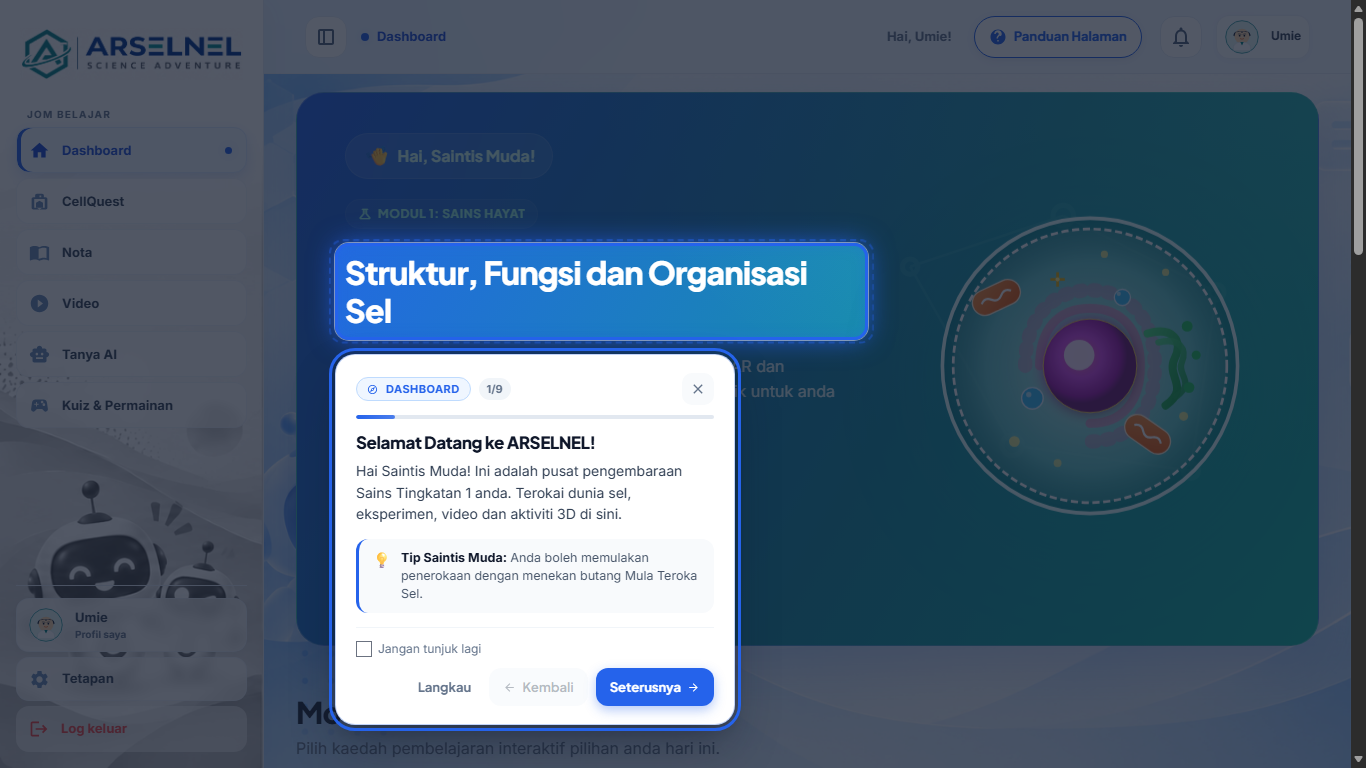 ARSELNEL
SCIENCE ADVENTURE
JOM BELAJAR
Dashboard
CellQuest
Nota
Video
Tanya AI
Kuiz & Permainan
Umie
Profil saya
Tetapan
Log keluar
Dashboard
Hai, Umie!
Panduan Halaman
Umie
Hai, Saintis Muda!
MODUL 1: SAINS HAYAT
Struktur, Fungsi dan Organisasi
Sel
dan
untuk anda
DASHBOARD
1/9
Selamat Datang ke ARSELNEL!
Hai Saintis Muda! Ini adalah pusat pengembaraan
Sains Tingkatan 1 anda. Terokai dunia sel,
eksperimen, video dan aktiviti 3D di sini.
Tip Saintis Muda: Anda boleh memulakan
penerokaan dengan menekan butang Mula Teroka
Sel.
Jangan tunjuk lagi
Langkau
Kembali
Seterusnya
Pilih kaedah pembelajaran interaktif pilihan anda hari ini.